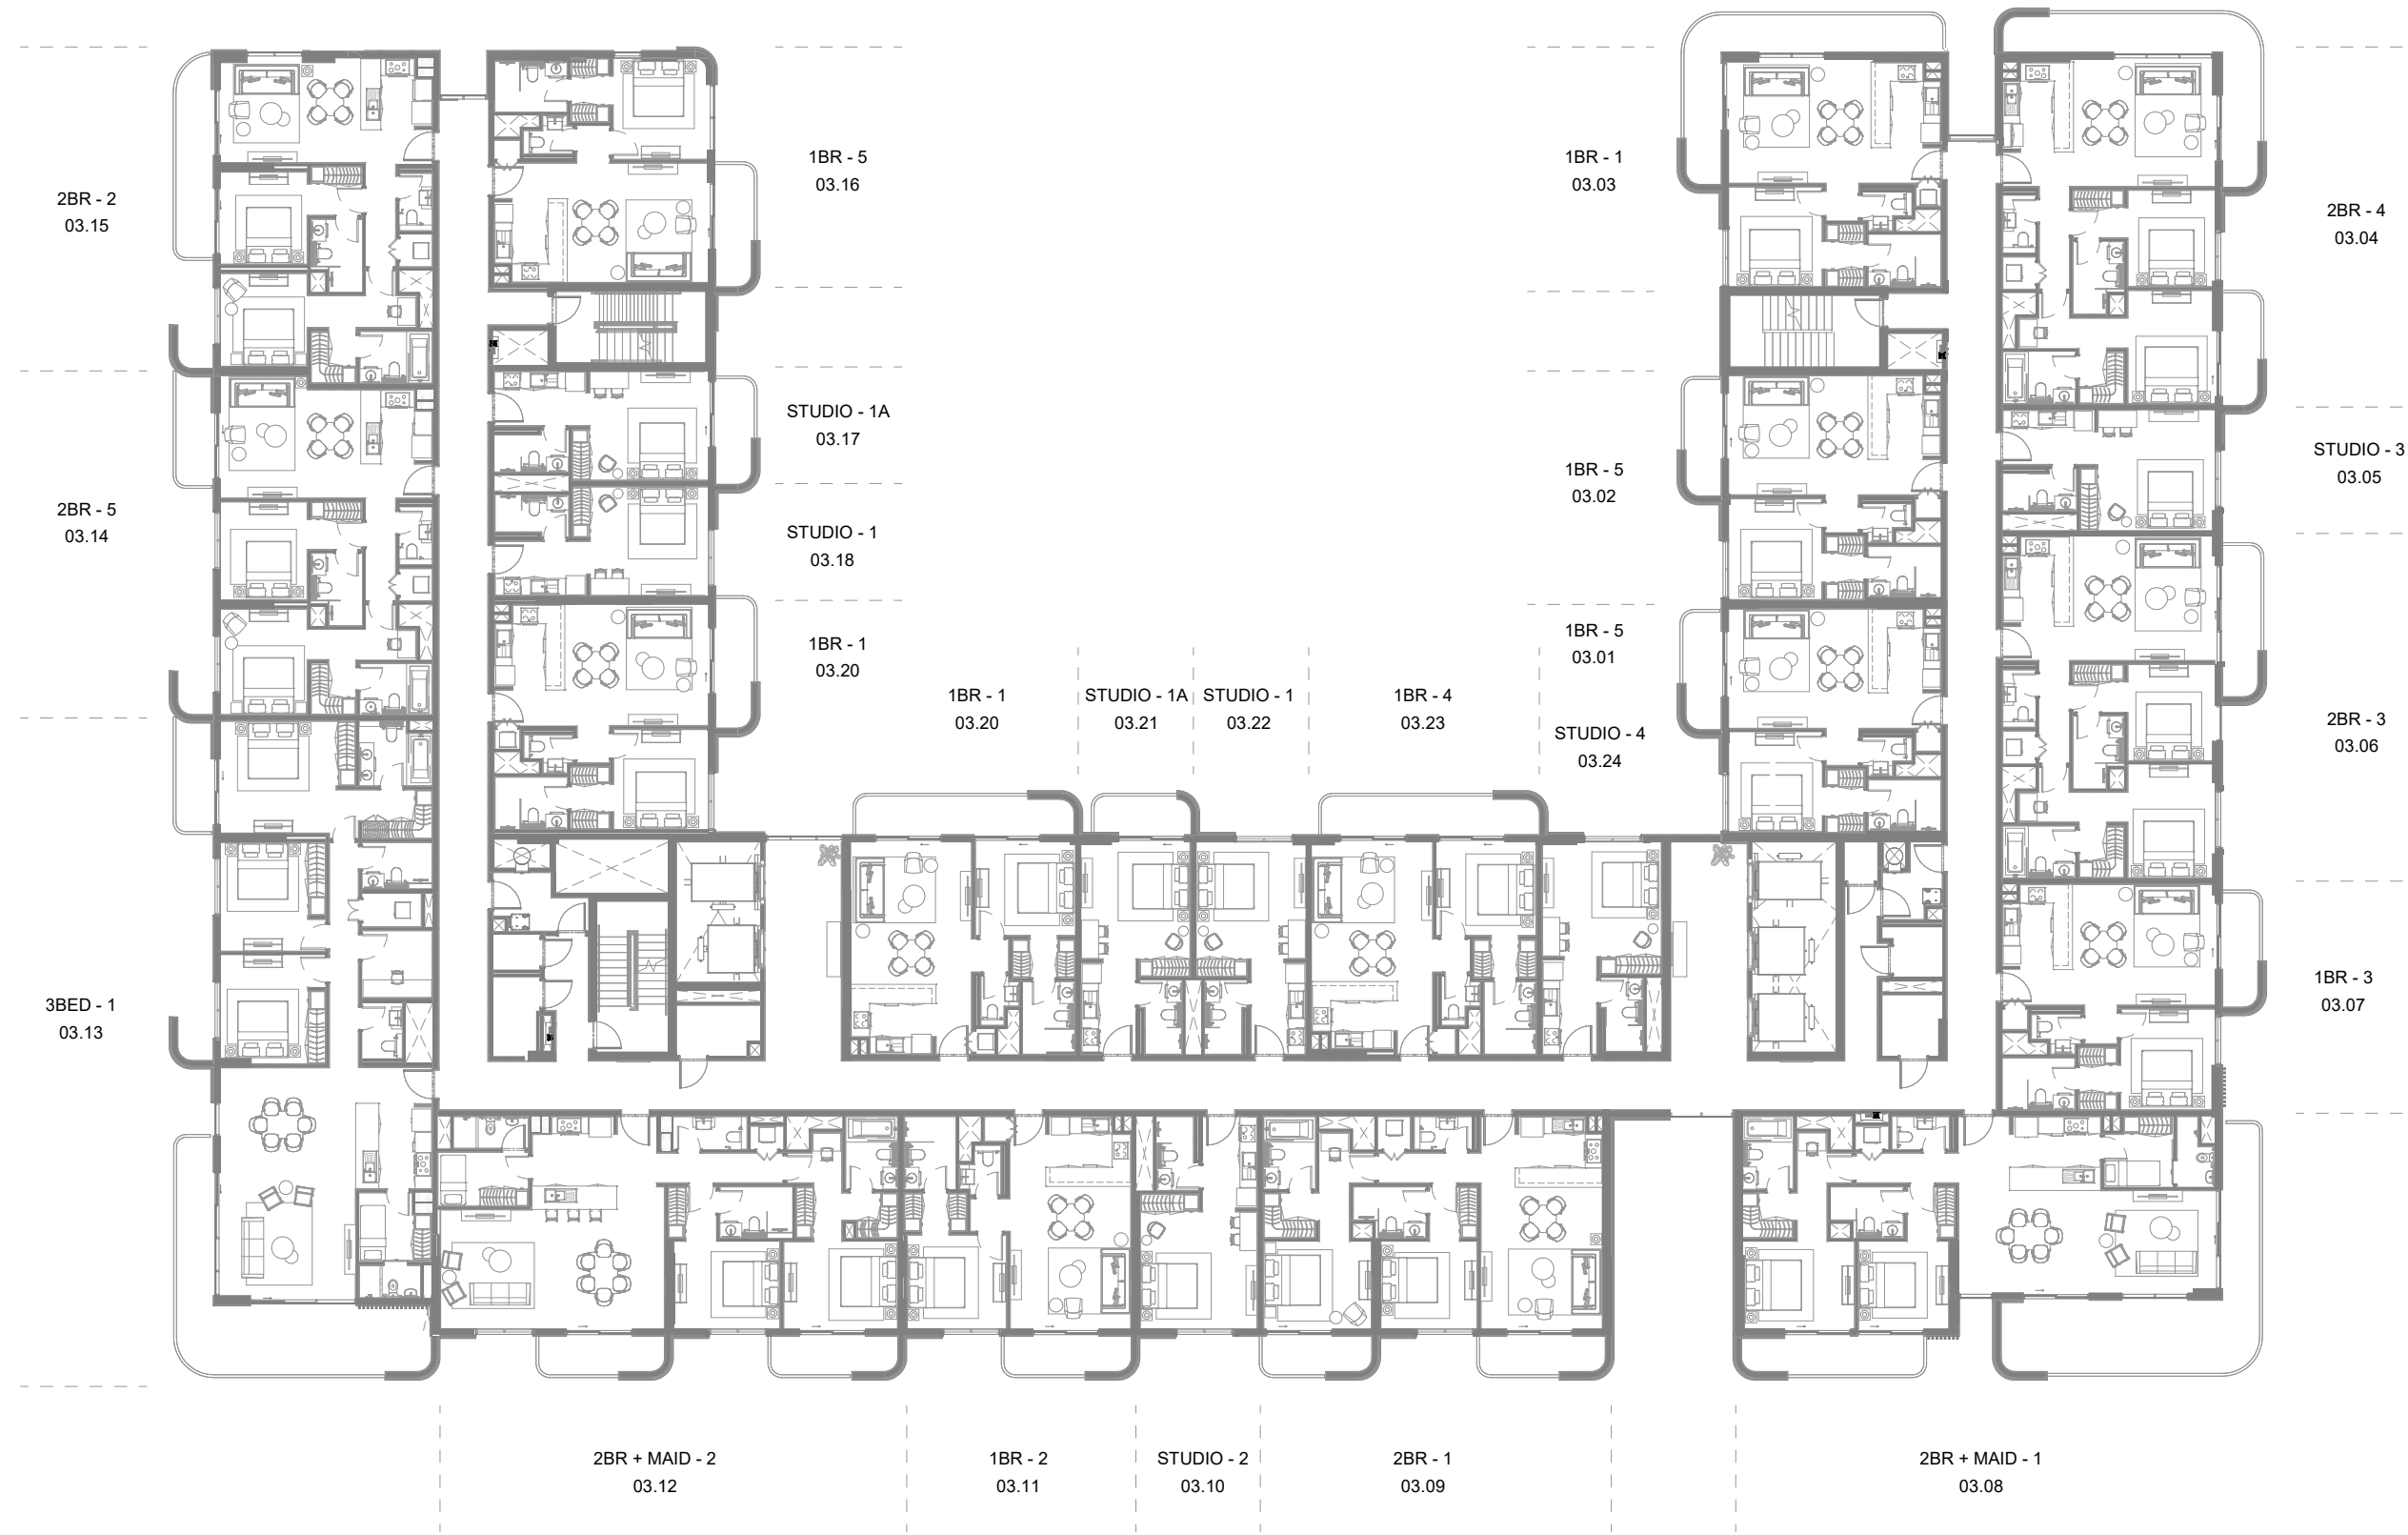 1BR - 5
03.16
1BR - 1
03.03
2BR - 2
03.15
2BR - 4
03.04
STUDIO - 1A
03.17
STUDIO - 3
03.05
1BR - 5
03.02
2BR - 5
03.14
STUDIO - 1
03.18
1BR - 1
03.20
1BR - 5
03.01
1BR - 1
03.20
STUDIO - 1A
03.21
STUDIO - 1
03.22
1BR - 4
03.23
STUDIO - 4
03.24
2BR - 3
03.06
3BED - 1
03.13
1BR - 3
03.07
2BR + MAID - 2
03.12
1BR - 2
03.11
STUDIO - 2
03.10
2BR - 1
03.09
2BR + MAID - 1
03.08